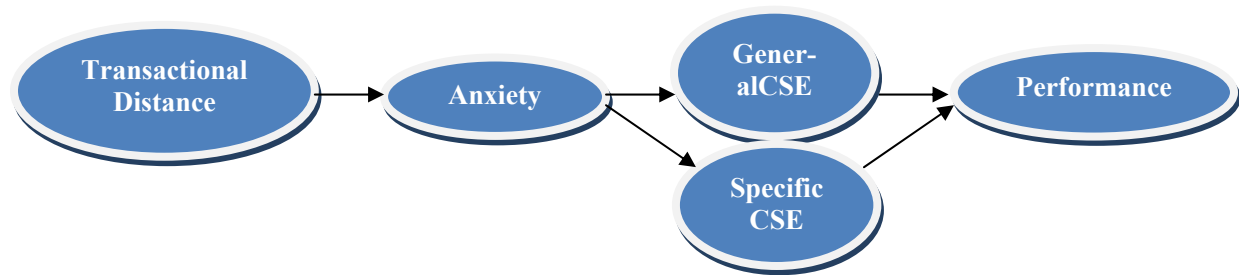 Transactional
Distance
Anxiety
Gener-
alCSE
Specific
CSE
Performance